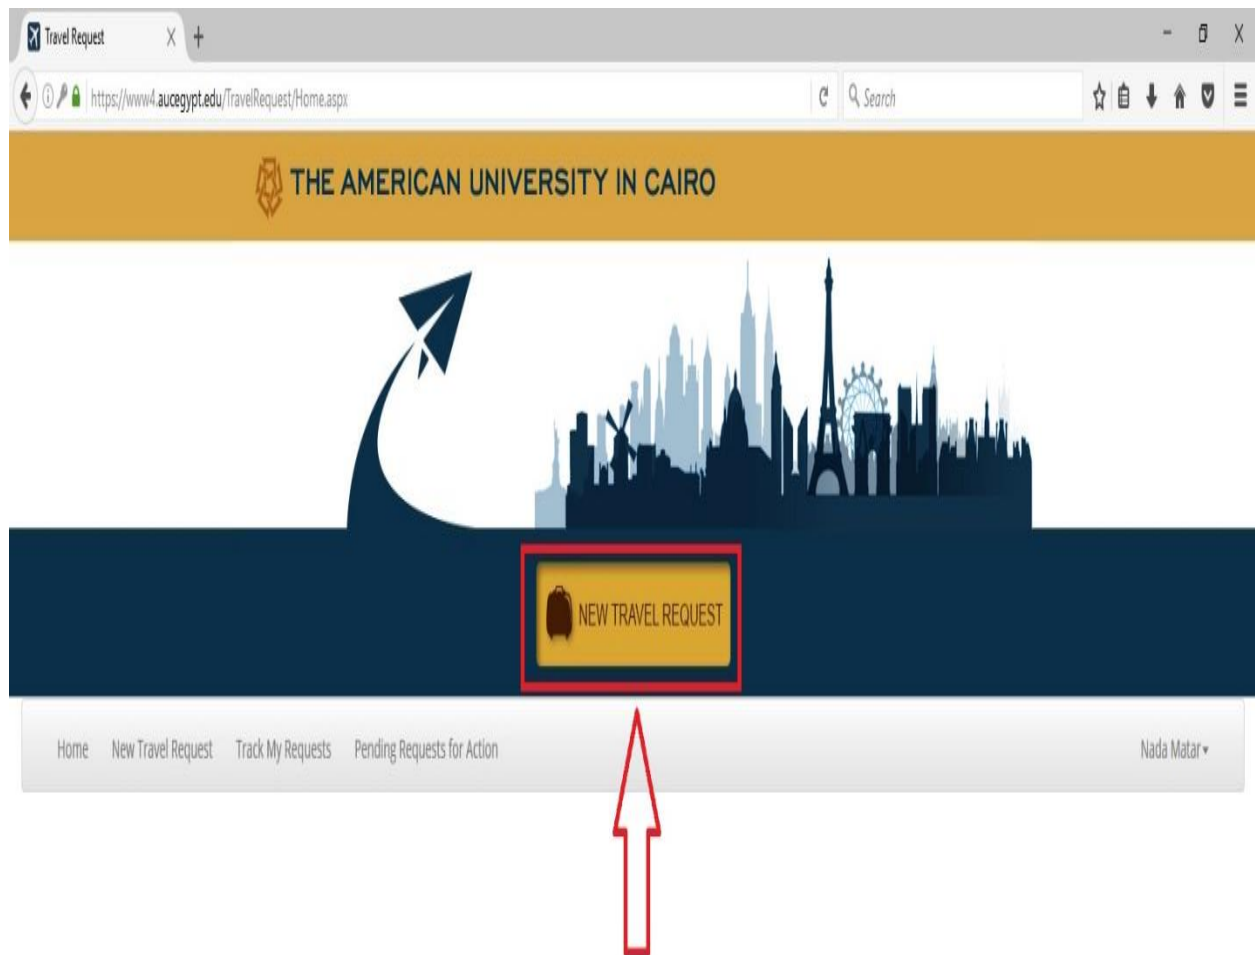 Travel Request
https://www4.aucegypt.edu/TravelRequest/Home.aspx
Search
THE AMERICAN UNIVERSITY IN CAIRO
NEW TRAVEL REQUEST
Home New Travel Request Track My Requests Pending Requests for Action Nada Matar